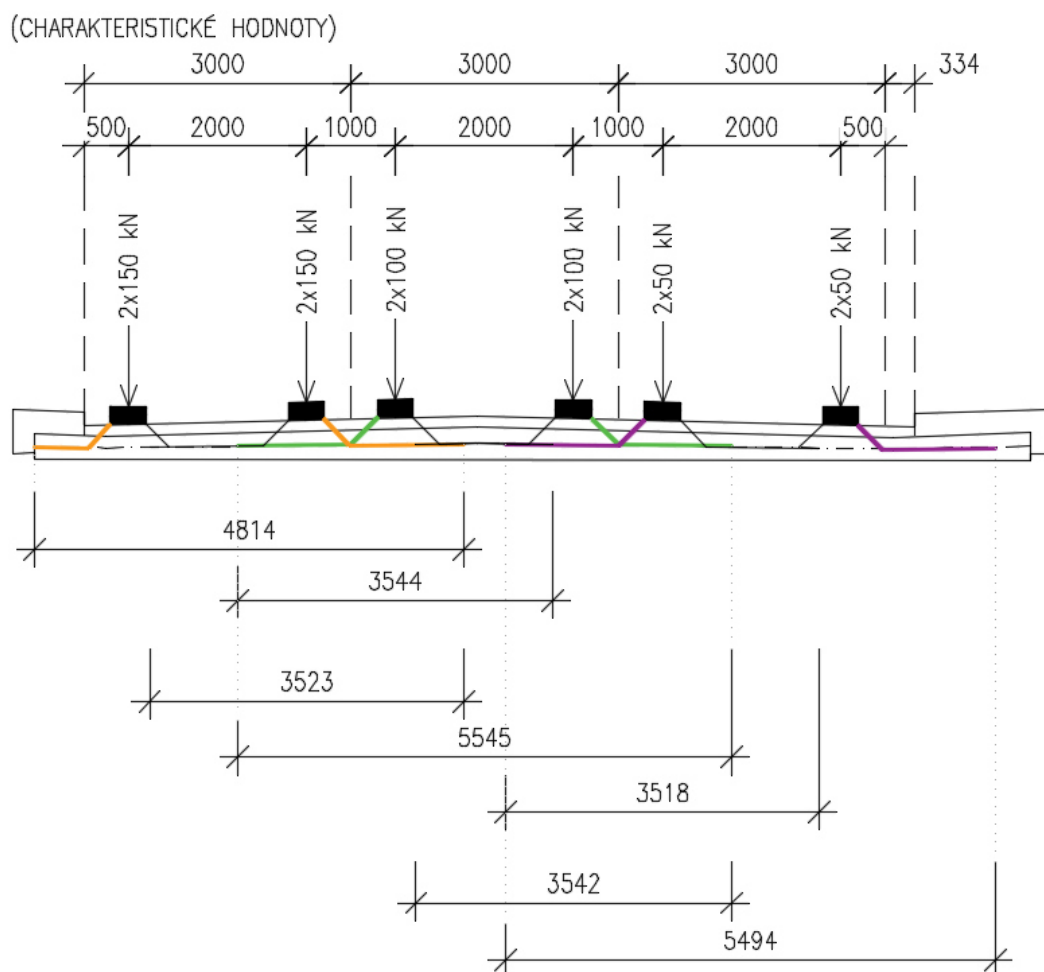 (CHARAKTERISTICKÉ HODNOTY)
3000 3000 3000 334
500 2000 1000 2000 1000 2000 500
2x150 kN 2x150 kN 2x100 kN 2x100 kN 2x50 kN 2x50 kN
4814
3544
3523
5545
3518
3542
5494